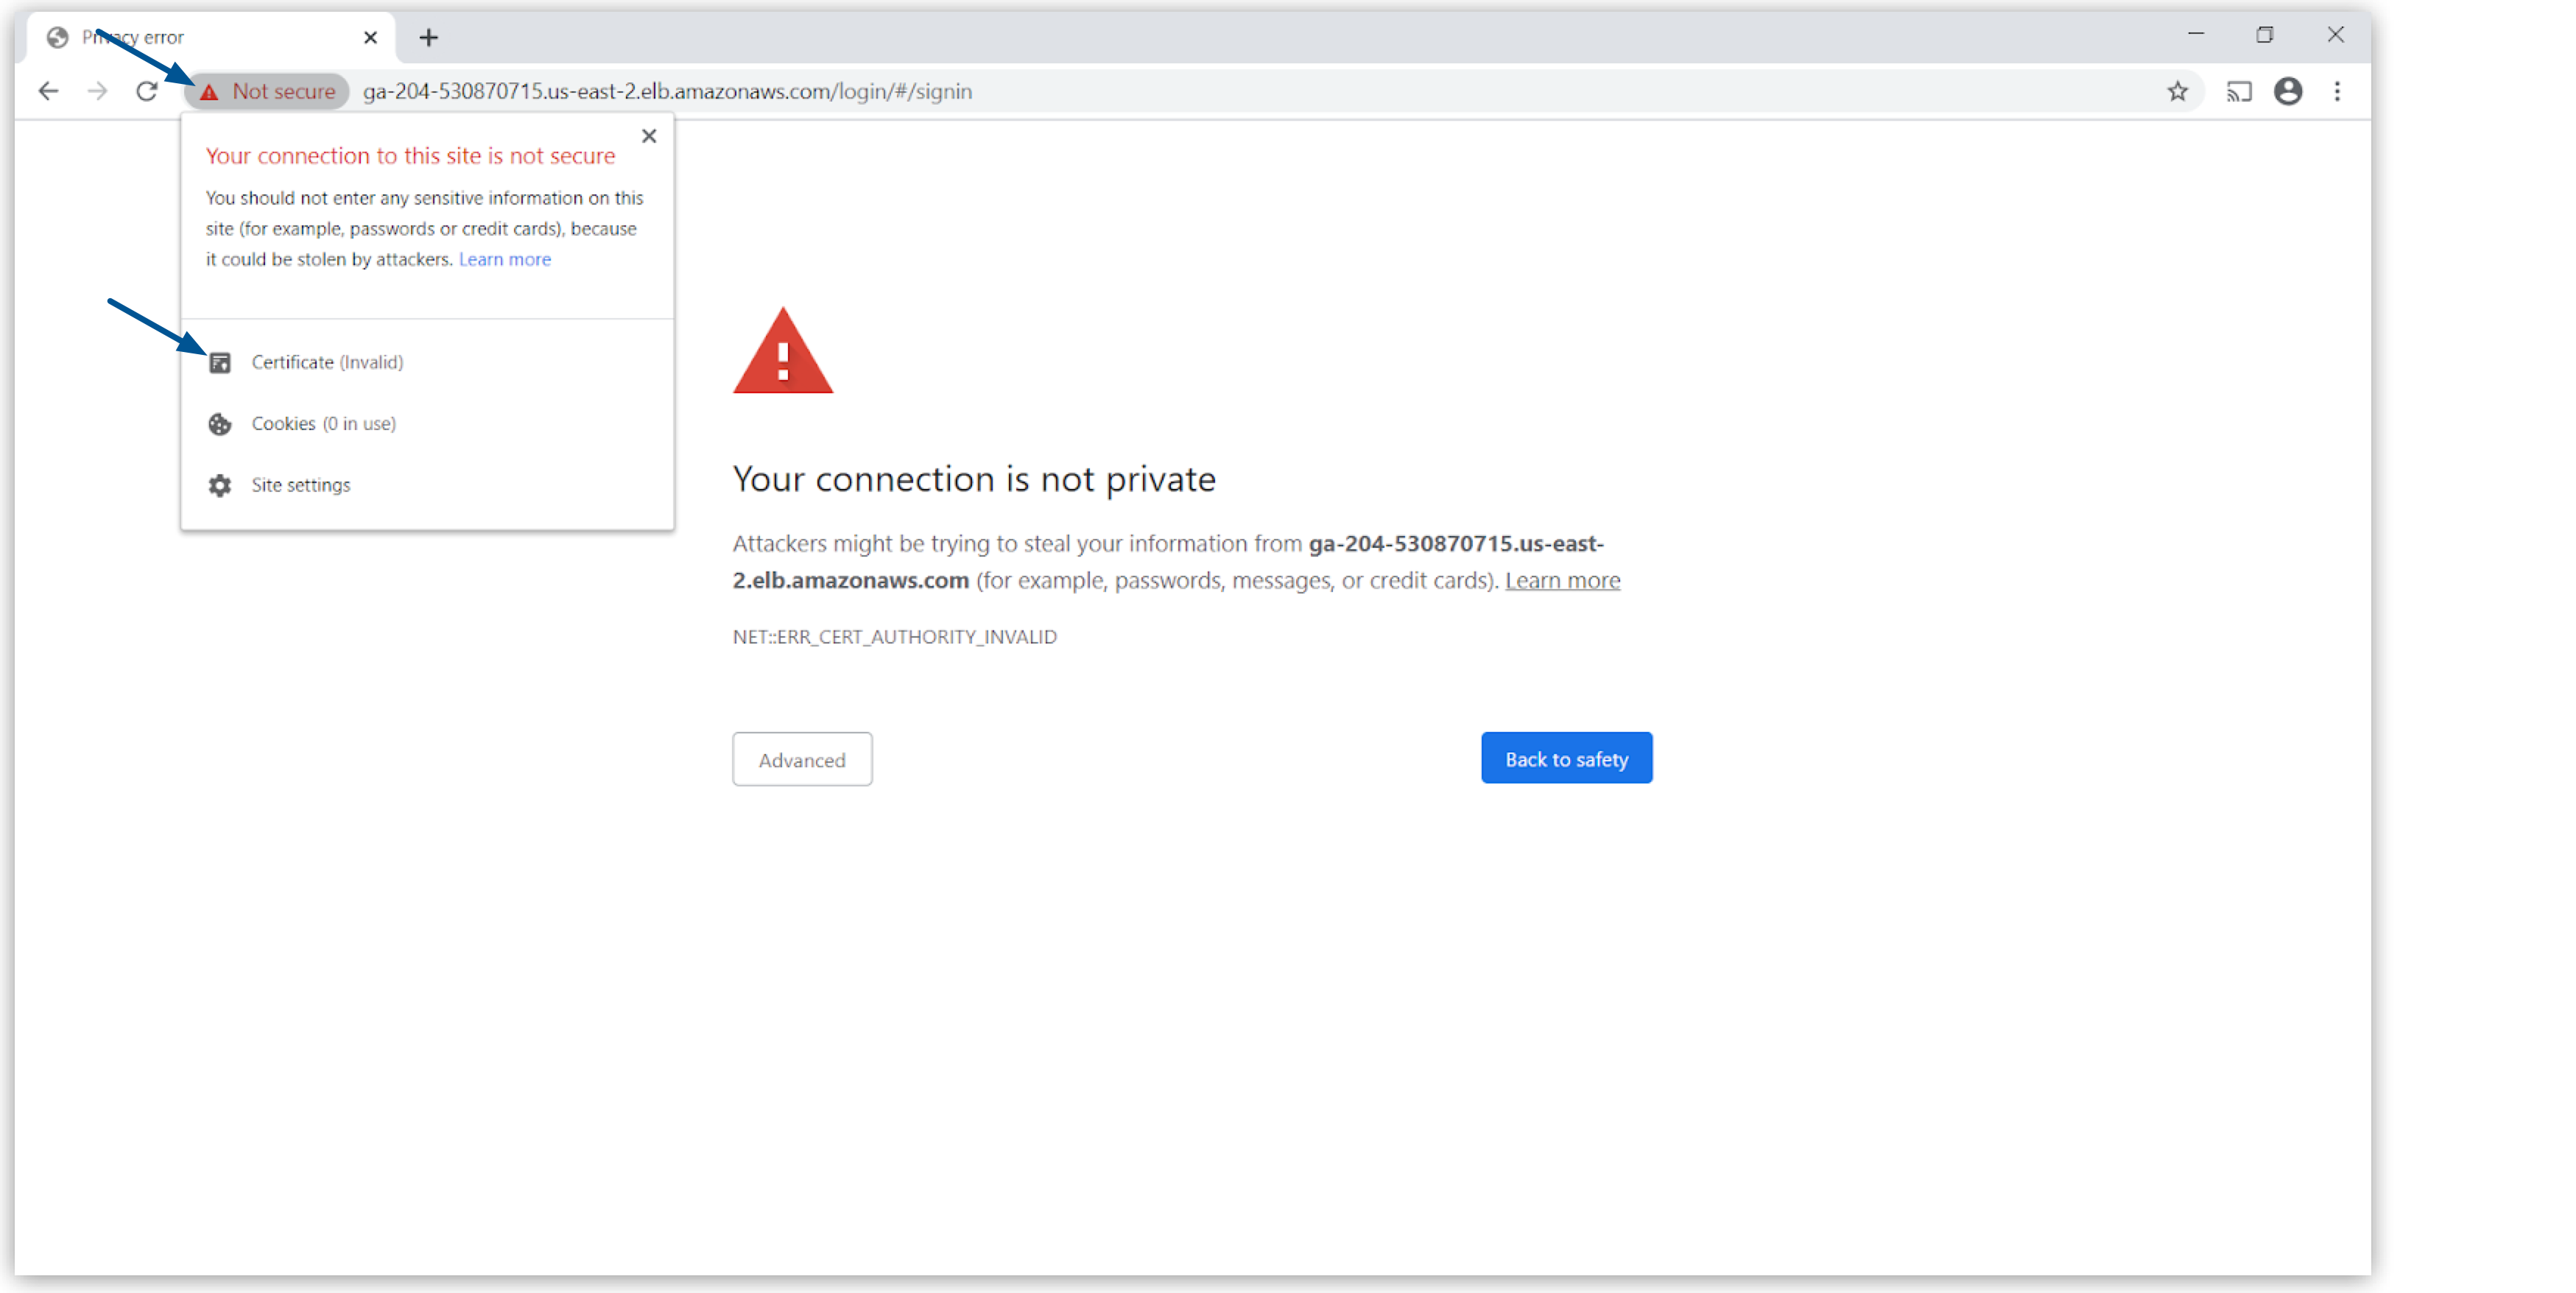 Privacy error
Not secure ga-204-530870715.us-east-2.elb.amazonaws.com/login/#/signin
Your connection to this site is not secure
You should not enter any sensitive information on this
site (for example, passwords or credit cards), because
it could be stolen by attackers. Learn more
Certificate (Invalid)
Cookies (0 in use)
Site settings
Your connection is not private
Attackers might be trying to steal your information from ga-204-530870715.us-east-
2.elb.amazonaws.com (for example, passwords, messages, or credit cards). Learn more
NET::ERR_CERT_AUTHORITY_INVALID
Advanced
Back to safety